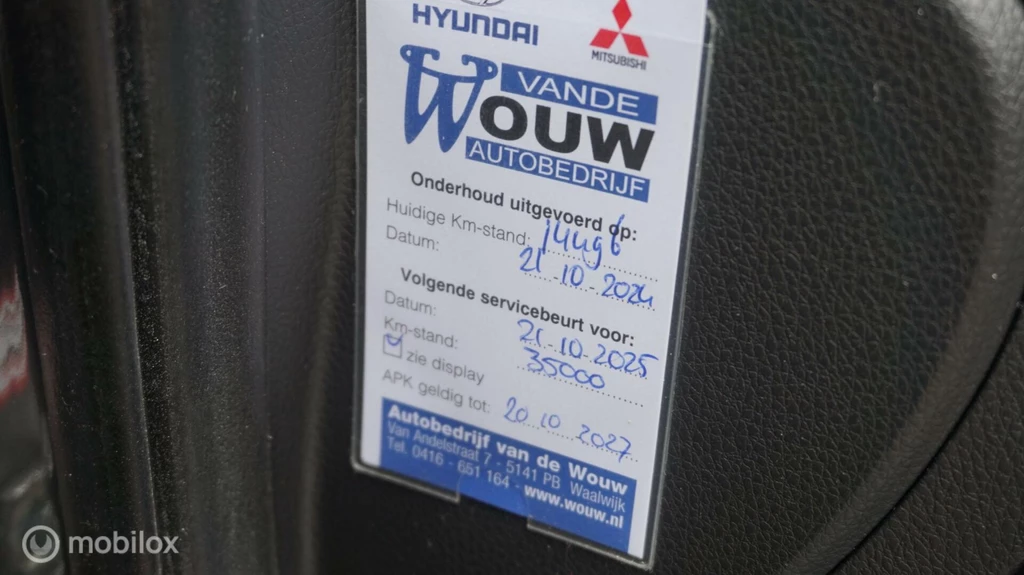 HYUNDAI
MITSUBISHI
VAN DE
WOUW
AUTOBEDRIJF
Onderhoud uitgevoerd op:
Huidige Km-stand: 14496
Datum: 21-10-2024
Volgende servicebeurt voor:
Datum: 21-10-2025
Km-stand: 35000
zie display
APK geldig tot: 20 10 2027
Autobedrijf van de Wouw
Van Andelstraat 7 - 5141 PB Waalwijk
Tel. 0416 - 651 164 - www.wouw.nl
mobilox